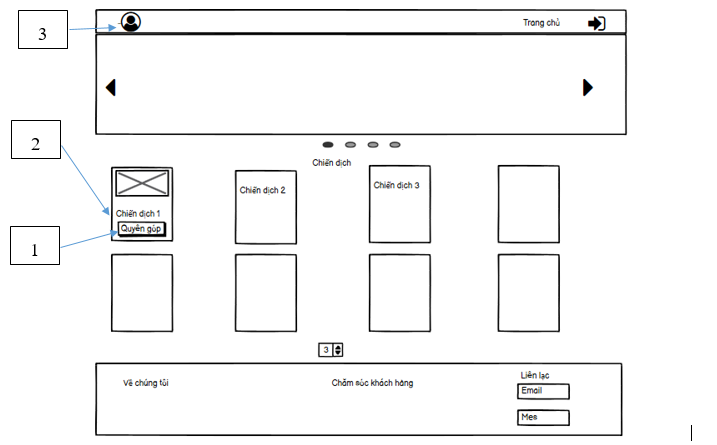 3
Trang chủ
2
Chiến dịch
Chiến dịch 1
Quyên góp
Chiến dịch 2
Chiến dịch 3
1
3
Về chúng tôi
Chăm sóc khách hàng
Liên lạc
Email
Mes